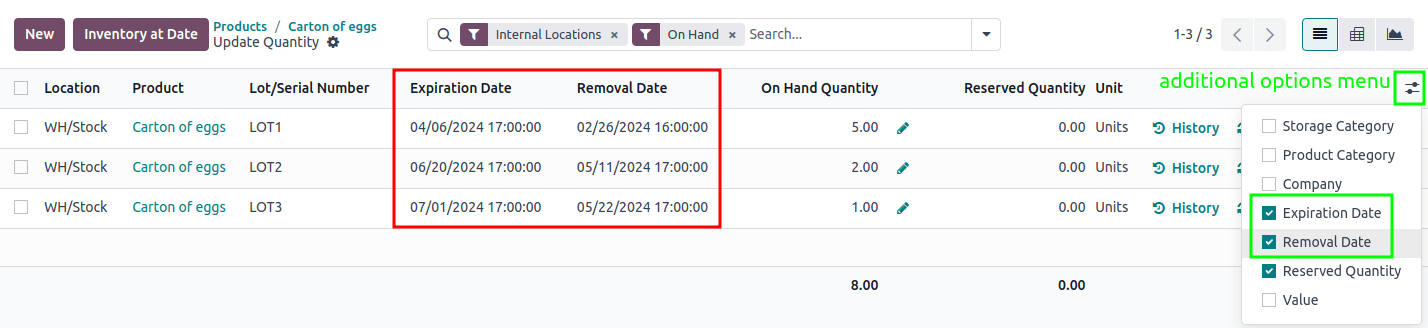 New Inventory at Date Products / Carton of eggs Internal Locations × On Hand × Search... 1-3 / 3
Update Quantity
additional options menu
Location Product Lot/Serial Number Expiration Date Removal Date On Hand Quantity Reserved Quantity Unit
WH/Stock Carton of eggs LOT1 04/06/2024 17:00:00 02/26/2024 16:00:00 5.00 0.00 Units History
WH/Stock Carton of eggs LOT2 06/20/2024 17:00:00 05/11/2024 17:00:00 2.00 0.00 Units History
WH/Stock Carton of eggs LOT3 07/01/2024 17:00:00 05/22/2024 17:00:00 1.00 0.00 Units History
8.00 0.00
Storage Category
Product Category
Company
Expiration Date
Removal Date
Reserved Quantity
Value